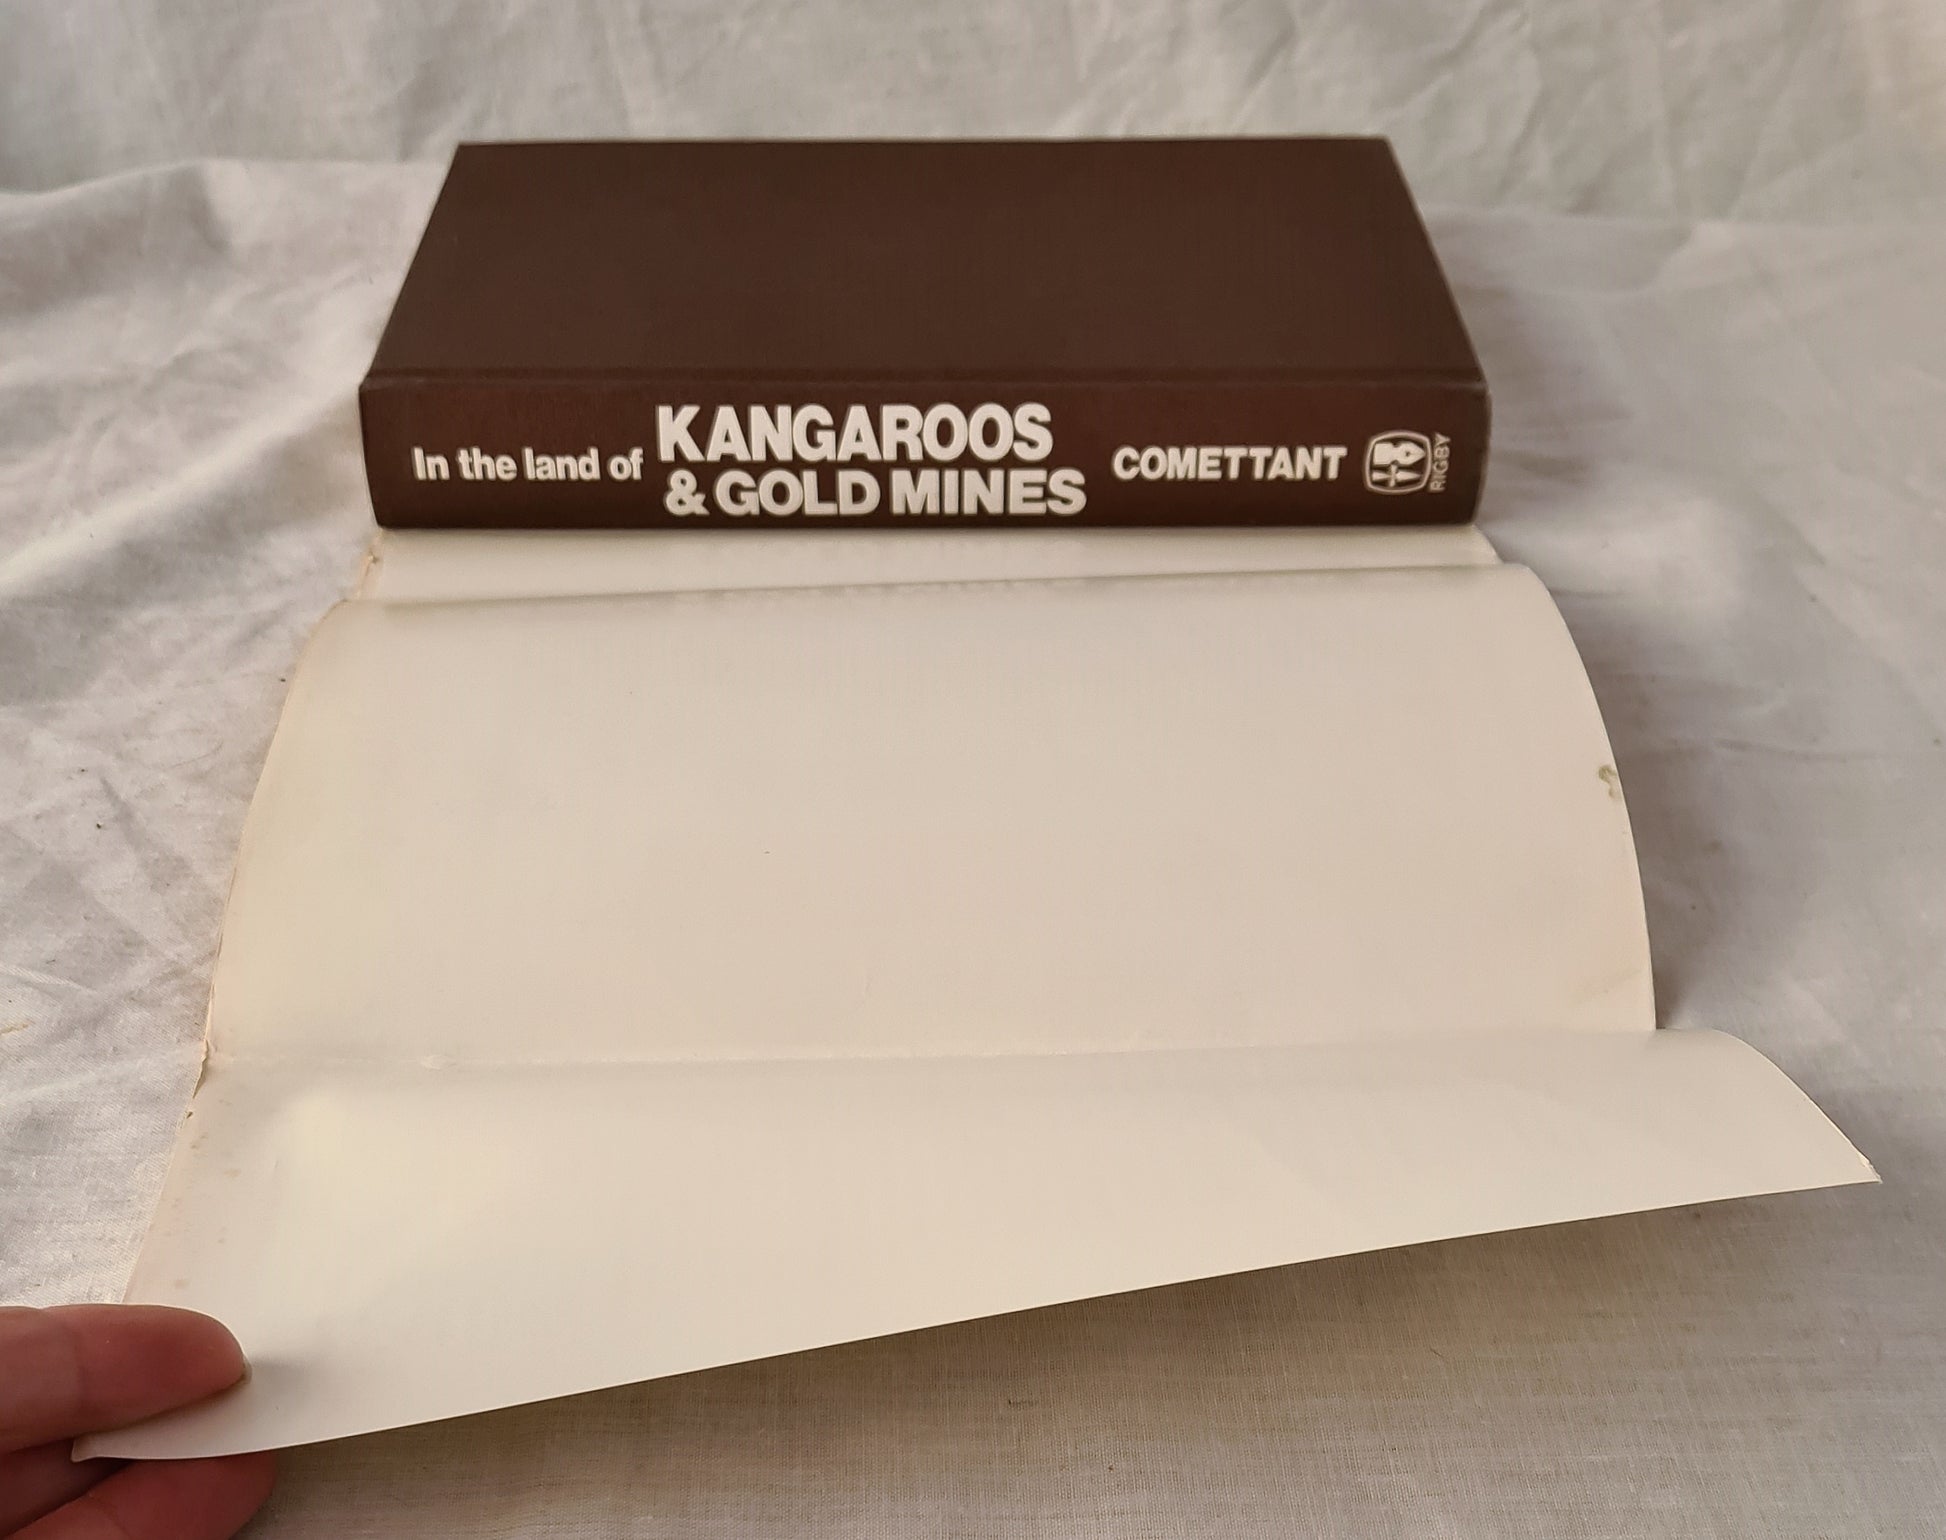 In the land of
KANGAROOS
& GOLD MINES
COMETTANT
RIGBY